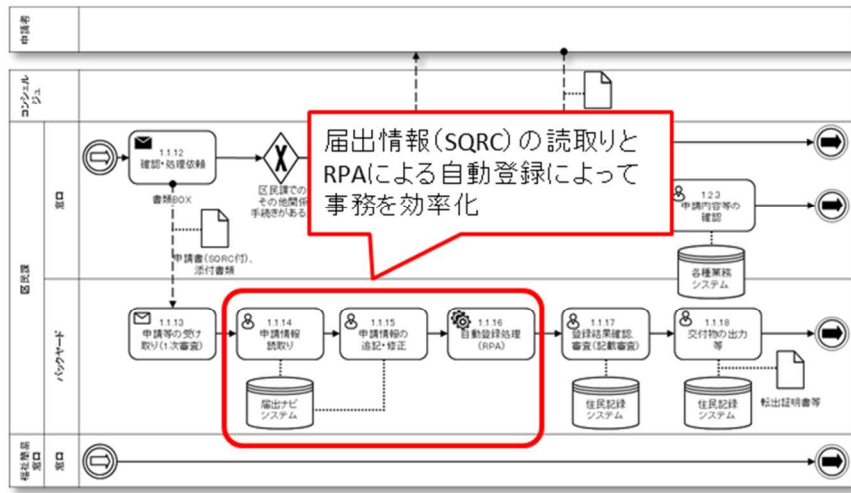 申請者
コンシェル
ジュ
届出情報（SQRC）の読取りと
RPAによる自動登録によって
事務を効率化
区民課
窓口
1.1.12
確認・処理依頼
書類BOX
X
区民課での
その他関係
手続きがある
申請書(SQRC付)、
添付書類
1.2.3
申請内容等の
確認
各種業務
システム
バックヤード
1.1.13
申請等の受け
取り(1次審査)
1.1.14
申請情報
読取り
1.1.15
申請情報の
追記・修正
1.1.16
自動登録処理
(RPA)
1.1.17
登録結果確認、
審査(記載審査)
1.1.18
交付物の出力
等
届出ナビ
システム
住民記録
システム
住民記録
システム
転出証明書等
福祉簡易
窓口
窓口